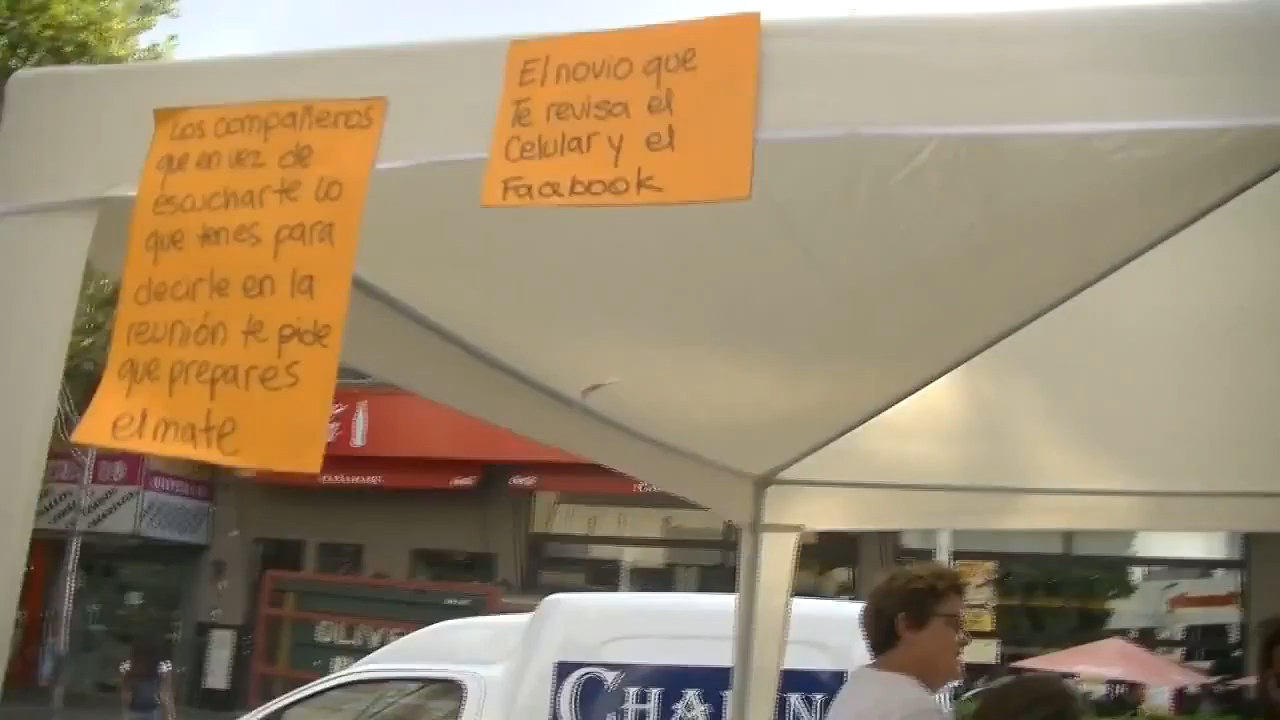 Los compañeros
que en vez de
escucharte lo
que tenes para
decirle en la
reunión te pide
que prepares
el mate
El novio que
Te revisa el
Celular y el
Facebook